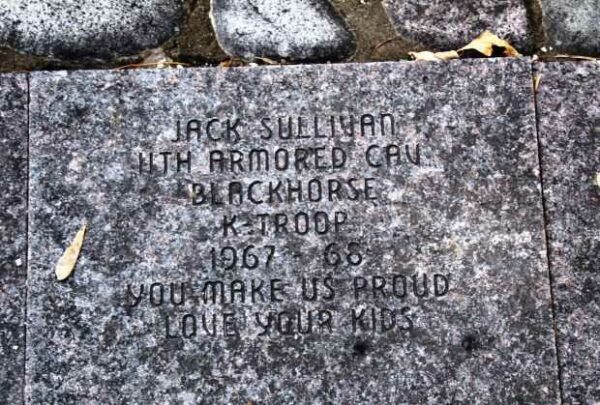 JACK SULLIVAN
11TH ARMORED CAV
BLACKHORSE
K-TROOP
1967 - 68
YOU MAKE US PROUD
LOVE YOUR KIDS